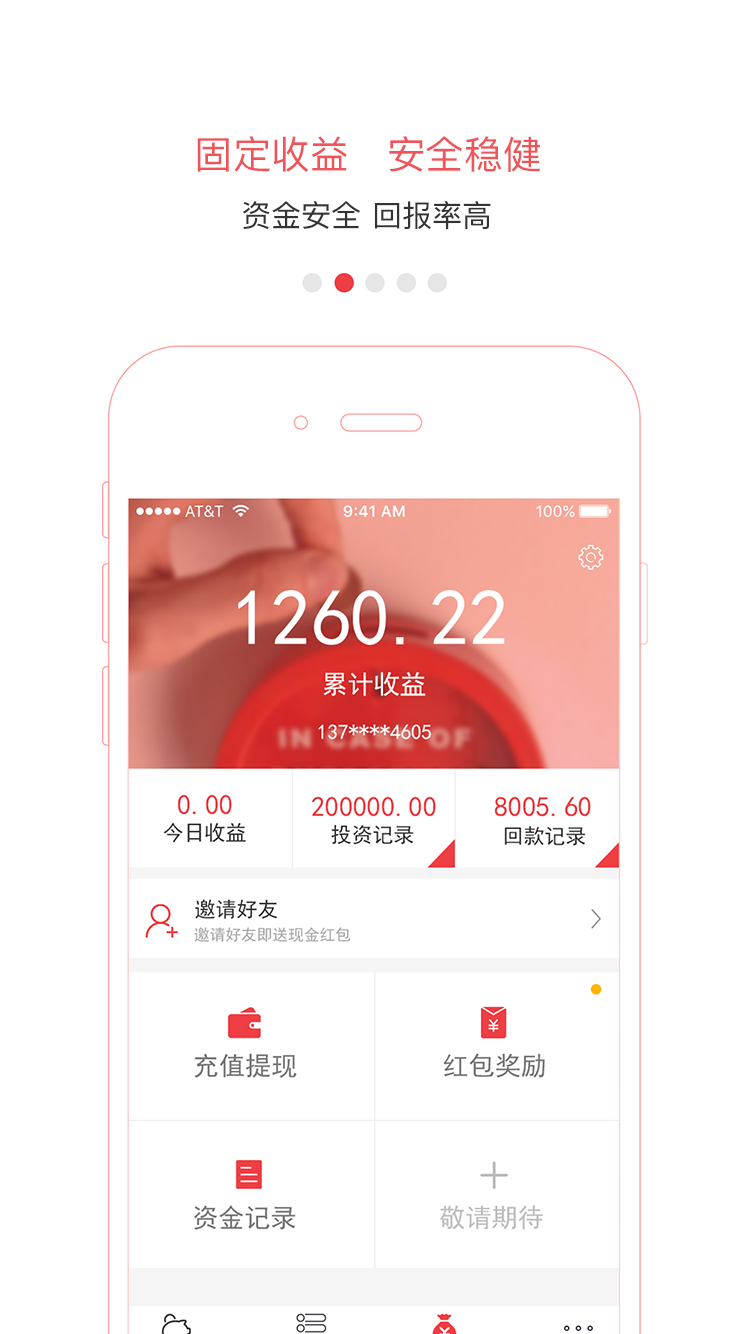 固定收益 安全稳健
资金安全 回报率高
AT&T 9:41 AM 100%
1260.22
累计收益
137****4605
IN CASE OF
0.00 200000.00 8005.60
今日收益 投资记录 回款记录
邀请好友
邀请好友即送现金红包
充值提现 红包奖励
资金记录 敬请期待